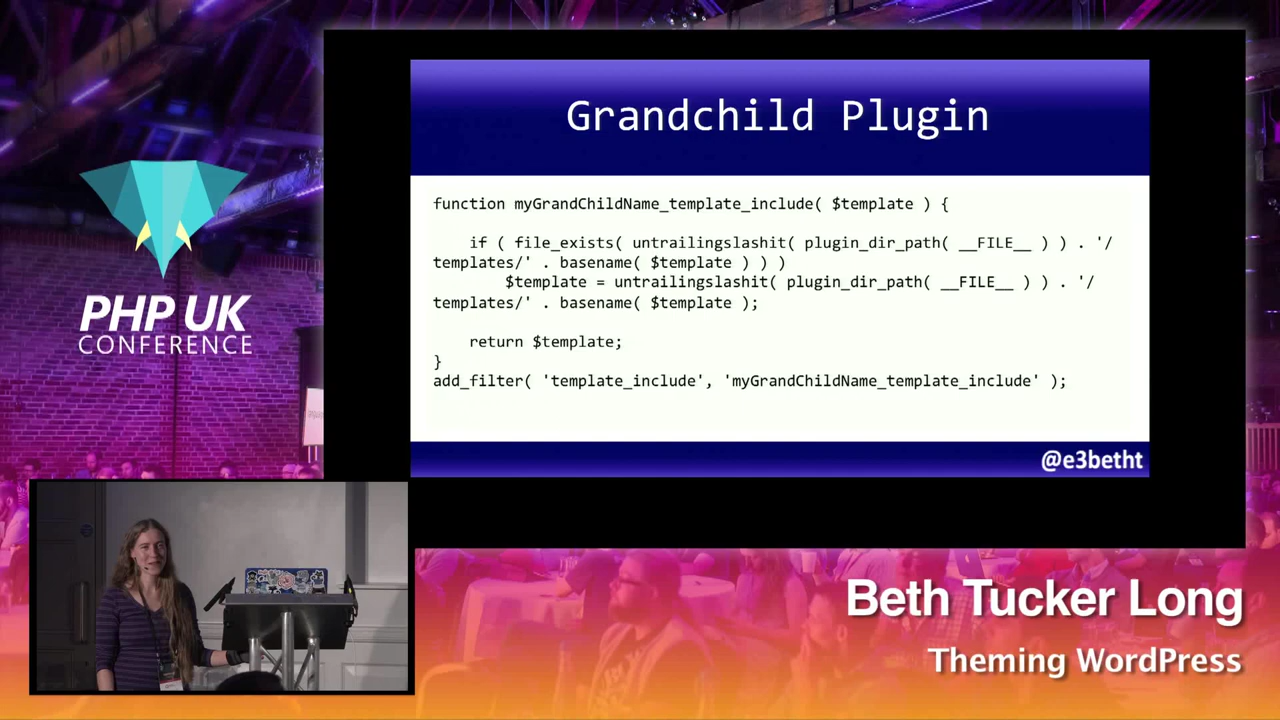 Grandchild Plugin
function myGrandChildName_template_include( $template ) {
if ( file_exists( untrailingslashit( plugin_dir_path( __FILE__ ) ) . '/
templates/' . basename( $template ) ) )
$template = untrailingslashit( plugin_dir_path( __FILE__ ) ) . '/
templates/' . basename( $template );
return $template;
}
add_filter( 'template_include', 'myGrandChildName_template_include' );
@e3betht
PHP UK
CONFERENCE
Beth Tucker Long
Theming WordPress